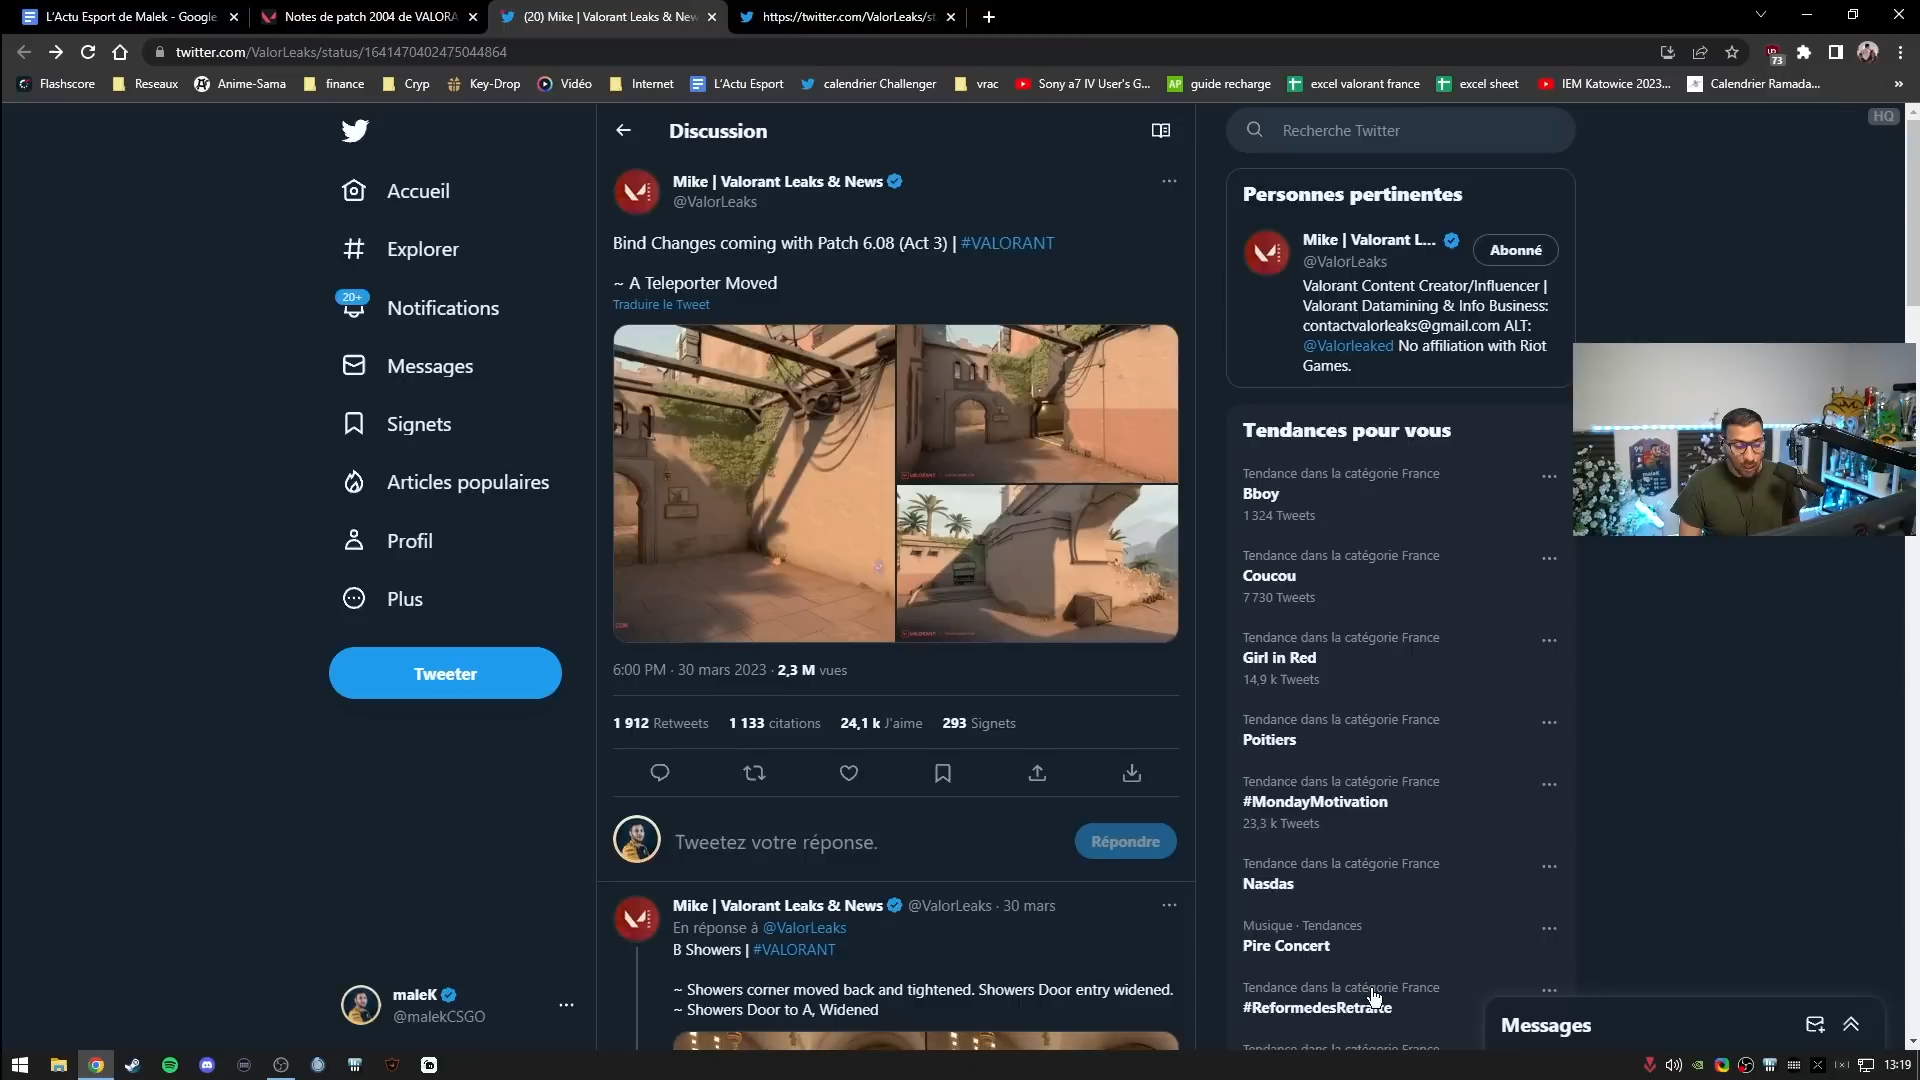 L'Actu Esport de Malek - Google
Notes de patch 2004 de VALORA
(20) Mike | Valorant Leaks & New
https://twitter.com/ValorLeaks/st
twitter.com/ValorLeaks/status/1641470402475044864
73
Flashscore
Reseaux
Anime-Sama
finance
Cryp
Key-Drop
Vidéo
Internet
L'Actu Esport
calendrier Challenger
vrac
Sony a7 IV User's G...
AP
guide recharge
excel valorant france
excel sheet
IEM Katowice 2023...
Calendrier Ramada...
»
HQ
Accueil
Explorer
20+
Notifications
Messages
Signets
Articles populaires
Profil
Plus
Tweeter
maleK
@malekCSGO
Discussion
Mike | Valorant Leaks & News
@ValorLeaks
Bind Changes coming with Patch 6.08 (Act 3) | #VALORANT
~ A Teleporter Moved
Traduire le Tweet
6:00 PM · 30 mars 2023 · 2,3 M vues
1 912 Retweets 1 133 citations 24,1 k J'aime 293 Signets
Tweetez votre réponse.
Répondre
Mike | Valorant Leaks & News @ValorLeaks · 30 mars
En réponse à @ValorLeaks
B Showers | #VALORANT
~ Showers corner moved back and tightened. Showers Door entry widened.
~ Showers Door to A, Widened
Recherche Twitter
Personnes pertinentes
Mike | Valorant L...
@ValorLeaks
Abonné
Valorant Content Creator/Influencer |
Valorant Datamining & Info Business:
contactvalorleaks@gmail.com ALT:
@Valorleaked No affiliation with Riot
Games.
Tendances pour vous
Tendance dans la catégorie France
Bboy
1 324 Tweets
Tendance dans la catégorie France
Coucou
7 730 Tweets
Tendance dans la catégorie France
Girl in Red
14,9 k Tweets
Tendance dans la catégorie France
Poitiers
Tendance dans la catégorie France
#MondayMotivation
23,3 k Tweets
Tendance dans la catégorie France
Nasdas
Musique · Tendances
Pire Concert
Tendance dans la catégorie France
#ReformedesRetraite
Tendance dans la catégorie France
Messages
13:19